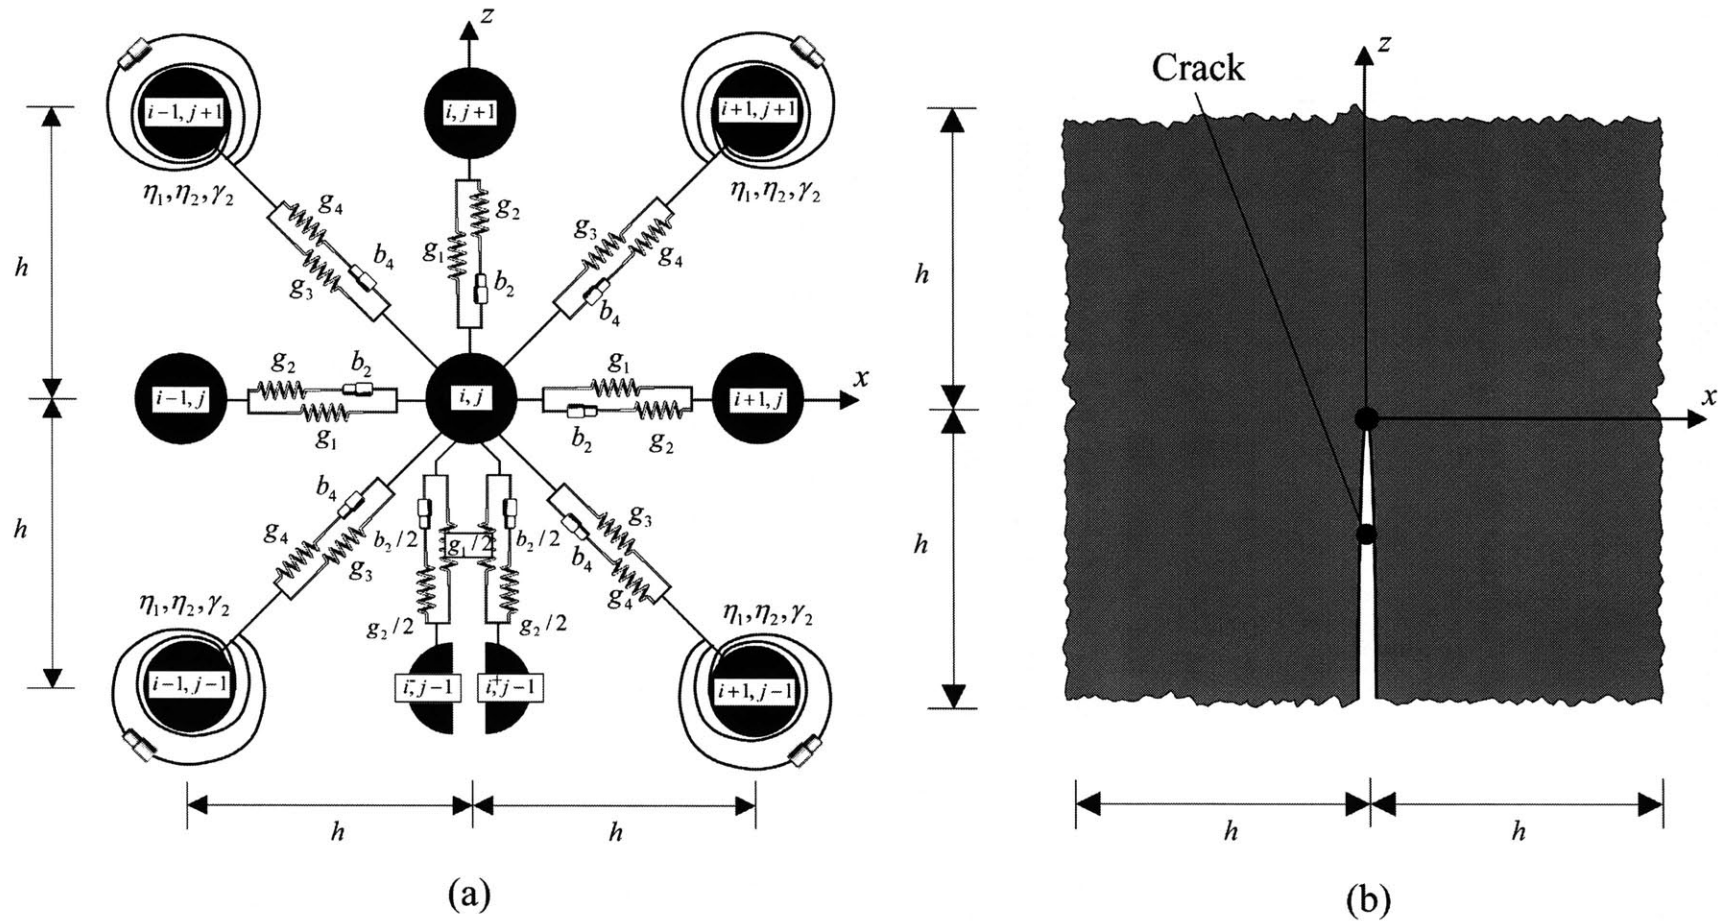 z
i−1, j+1
i, j+1
i+1, j+1
η₁, η₂, γ₂
η₁, η₂, γ₂
g₄
g₂
g₃
g₁
g₄
b₄
g₃
b₂
b₄
h
g₂
b₂
g₁
x
i−1, j
i, j
i+1, j
g₁
b₂
g₂
b₄
g₃
g₄
b₂/2
g₁/2
b₂/2
b₄
h
g₃
g₄
η₁, η₂, γ₂
g₂/2
g₂/2
η₁, η₂, γ₂
i−1, j−1
i⁻, j−1
i⁺, j−1
i+1, j−1
h
h
(a)
z
Crack
h
x
h
h
h
(b)